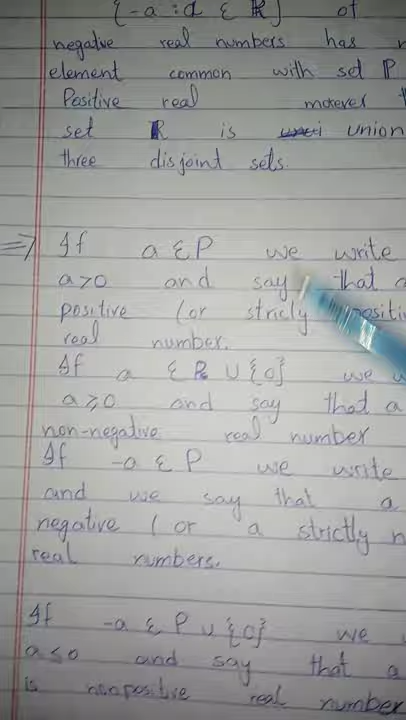 {-a : a ε R} of
negative real numbers has
element common with set P
Positive real morever
set R is union
three disjoint sets.
⇒ If a ε P we write
a>0 and say that a
positive (or stricly positi
real number.
If a ε P ∪ {0} we
a ≥ 0 and say that a
non-negative real number
If -a ε P we write
and we say that a
negative (or a strictly n
real numbers.
If -a ε P ∪ {0} we
a ≤ 0 and say that a
is nonpositive real number